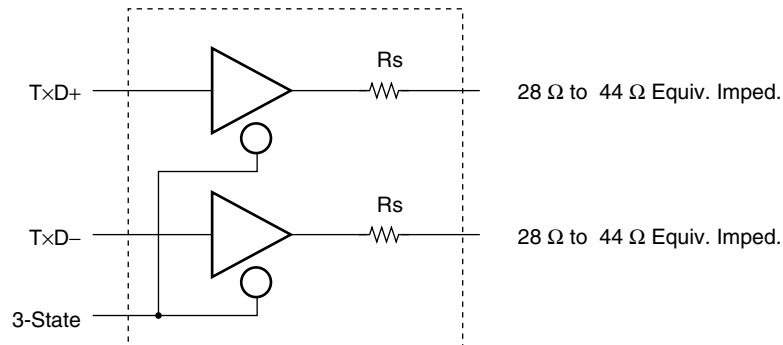 Rs
T×D+
28 Ω to 44 Ω Equiv. Imped.
Rs
T×D−
28 Ω to 44 Ω Equiv. Imped.
3-State